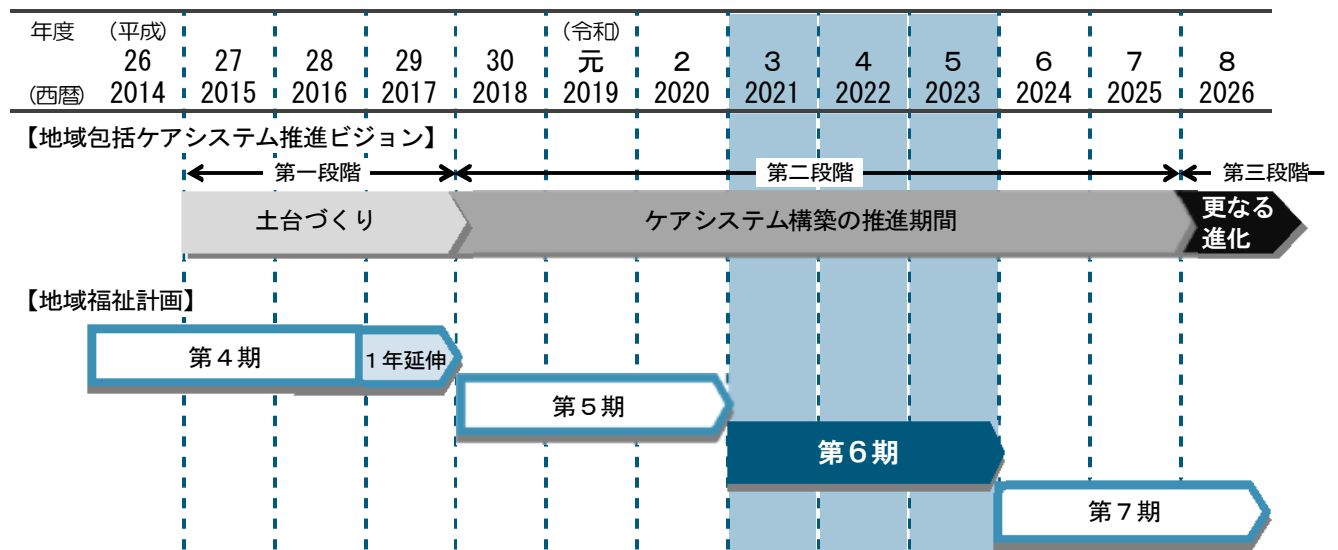 年度 （平成） （令和）
26 27 28 29 30 元 2 3 4 5 6 7 8
（西暦） 2014 2015 2016 2017 2018 2019 2020 2021 2022 2023 2024 2025 2026
【地域包括ケアシステム推進ビジョン】
第一段階 第二段階 第三段階
土台づくり ケアシステム構築の推進期間 更なる
進化
【地域福祉計画】
第４期 １年延伸
第５期
第６期
第７期